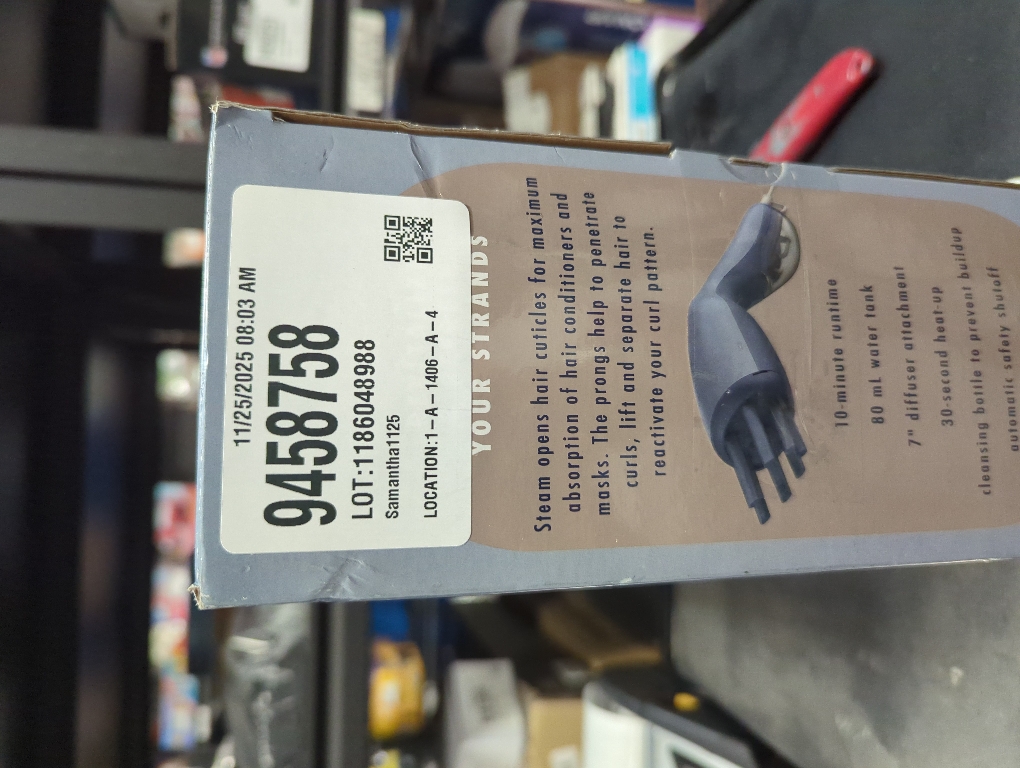 11/25/2025 08:03 AM
9458758
LOT:1186048988
Samantha1125
LOCATION:1-A-1406-A-4
YOUR STRANDS
Steam opens hair cuticles for maximum
absorption of hair conditioners and
masks. The prongs help to penetrate
curls, lift and separate hair to
reactivate your curl pattern.
10-minute runtime
80 mL water tank
7" diffuser attachment
30-second heat-up
cleansing bottle to prevent buildup
automatic safety shutoff